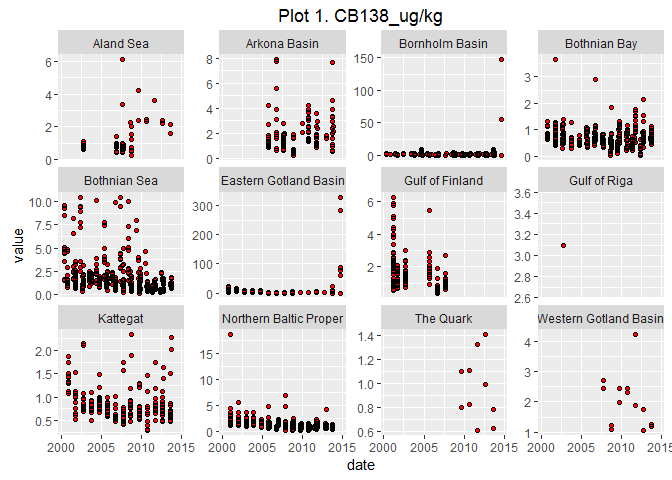 Plot 1. CB138_ug/kg
Aland Sea Arkona Basin Bornholm Basin Bothnian Bay
6 4 2 0
8 6 4 2 0
150 100 50 0
3 2 1 0
Bothnian Sea Eastern Gotland Basin Gulf of Finland Gulf of Riga
10.0 7.5 5.0 2.5 0.0
300 200 100 0
6 4 2
3.6 3.4 3.2 3.0 2.8 2.6
value
Kattegat Northern Baltic Proper The Quark Western Gotland Basin
2.0 1.5 1.0 0.5
15 10 5 0
1.4 1.2 1.0 0.8 0.6
4 3 2 1
2000 2005 2010 2015 2000 2005 2010 2015 2000 2005 2010 2015 2000 2005 2010 2015
date